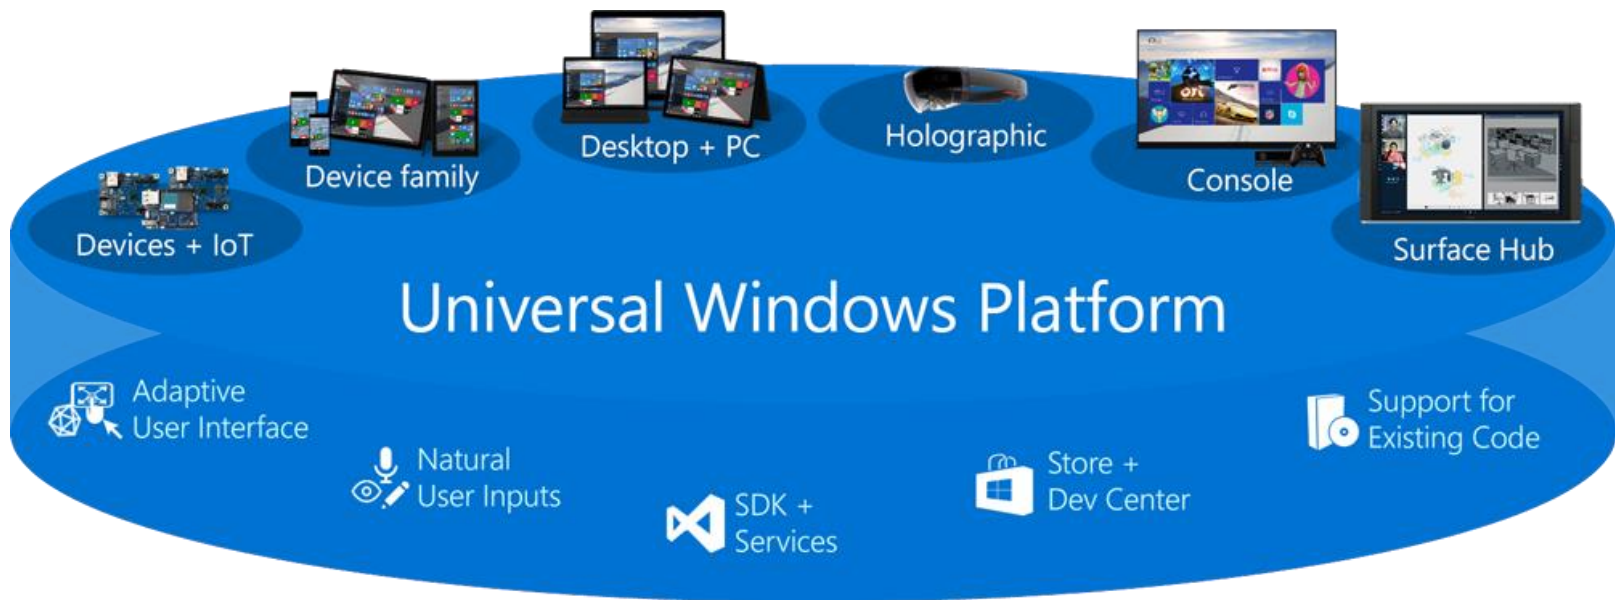 Devices + IoT
Device family
Desktop + PC
Holographic
Console
Surface Hub
Universal Windows Platform
Adaptive
User Interface
Natural
User Inputs
SDK +
Services
Store +
Dev Center
Support for
Existing Code